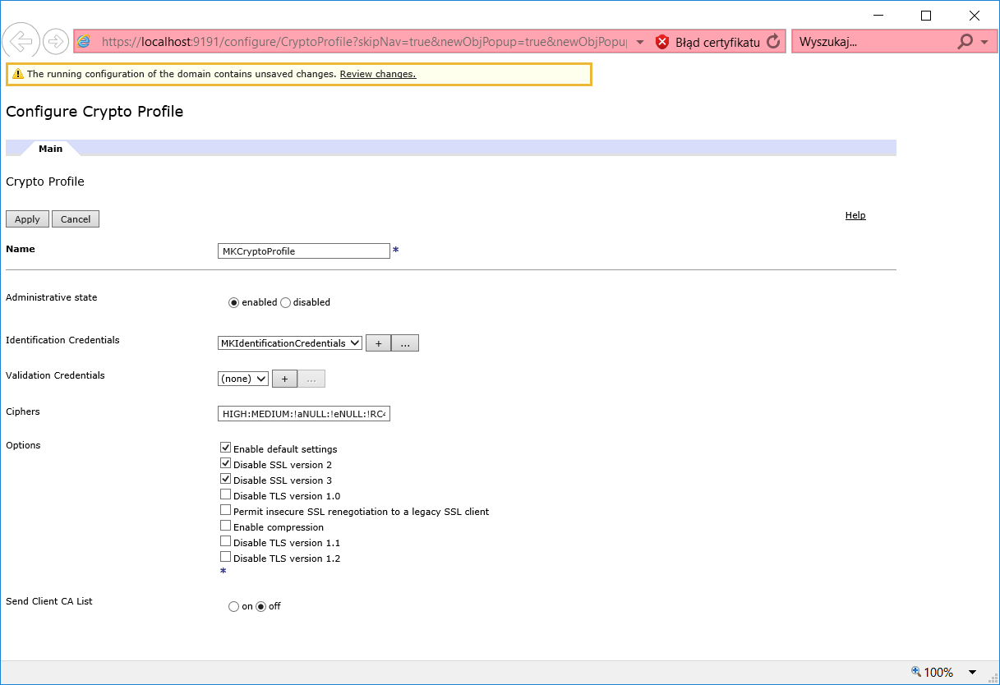 https://localhost:9191/configure/CryptoProfile?skipNav=true&newObjPopup=true&newObjPopu Błąd certyfikatu Wyszukaj...
The running configuration of the domain contains unsaved changes. Review changes.
Configure Crypto Profile
Main
Crypto Profile
Apply Cancel Help
Name MKCryptoProfile *
Administrative state enabled disabled
Identification Credentials MKIdentificationCredentials + ...
Validation Credentials (none) + ...
Ciphers HIGH:MEDIUM:!aNULL:!eNULL:!RC4
Options
Enable default settings
Disable SSL version 2
Disable SSL version 3
Disable TLS version 1.0
Permit insecure SSL renegotiation to a legacy SSL client
Enable compression
Disable TLS version 1.1
Disable TLS version 1.2
*
Send Client CA List on off
100%